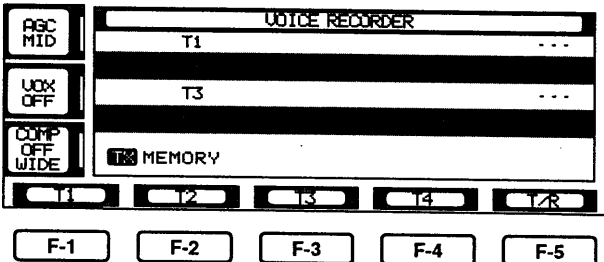 AGC
MID
VOICE RECORDER
T1 ---
VOX
OFF
T3 ---
COMP
OFF
WIDE
TX MEMORY
T1 T2 T3 T4 T/R
F-1 F-2 F-3 F-4 F-5